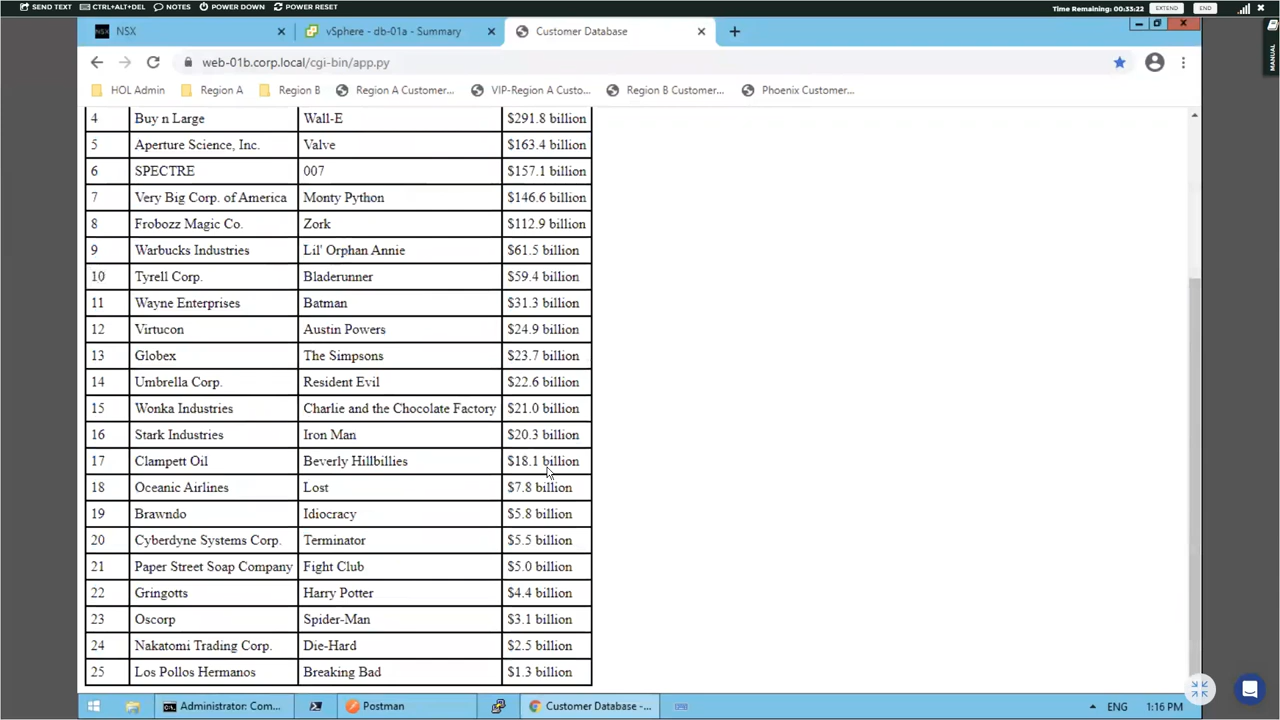 SEND TEXT CTRL+ALT+DEL NOTES POWER DOWN POWER RESET Time Remaining: 00:33:22 EXTEND END
NSX vSphere - db-01a - Summary Customer Database
web-01b.corp.local/cgi-bin/app.py
HOL Admin Region A Region B Region A Customer... VIP-Region A Custo... Region B Customer... Phoenix Customer...
MANUAL
4 Buy n Large Wall-E $291.8 billion
5 Aperture Science, Inc. Valve $163.4 billion
6 SPECTRE 007 $157.1 billion
7 Very Big Corp. of America Monty Python $146.6 billion
8 Frobozz Magic Co. Zork $112.9 billion
9 Warbucks Industries Lil' Orphan Annie $61.5 billion
10 Tyrell Corp. Bladerunner $59.4 billion
11 Wayne Enterprises Batman $31.3 billion
12 Virtucon Austin Powers $24.9 billion
13 Globex The Simpsons $23.7 billion
14 Umbrella Corp. Resident Evil $22.6 billion
15 Wonka Industries Charlie and the Chocolate Factory $21.0 billion
16 Stark Industries Iron Man $20.3 billion
17 Clampett Oil Beverly Hillbillies $18.1 billion
18 Oceanic Airlines Lost $7.8 billion
19 Brawndo Idiocracy $5.8 billion
20 Cyberdyne Systems Corp. Terminator $5.5 billion
21 Paper Street Soap Company Fight Club $5.0 billion
22 Gringotts Harry Potter $4.4 billion
23 Oscorp Spider-Man $3.1 billion
24 Nakatomi Trading Corp. Die-Hard $2.5 billion
25 Los Pollos Hermanos Breaking Bad $1.3 billion
Administrator: Com... Postman Customer Database -... ENG 1:16 PM